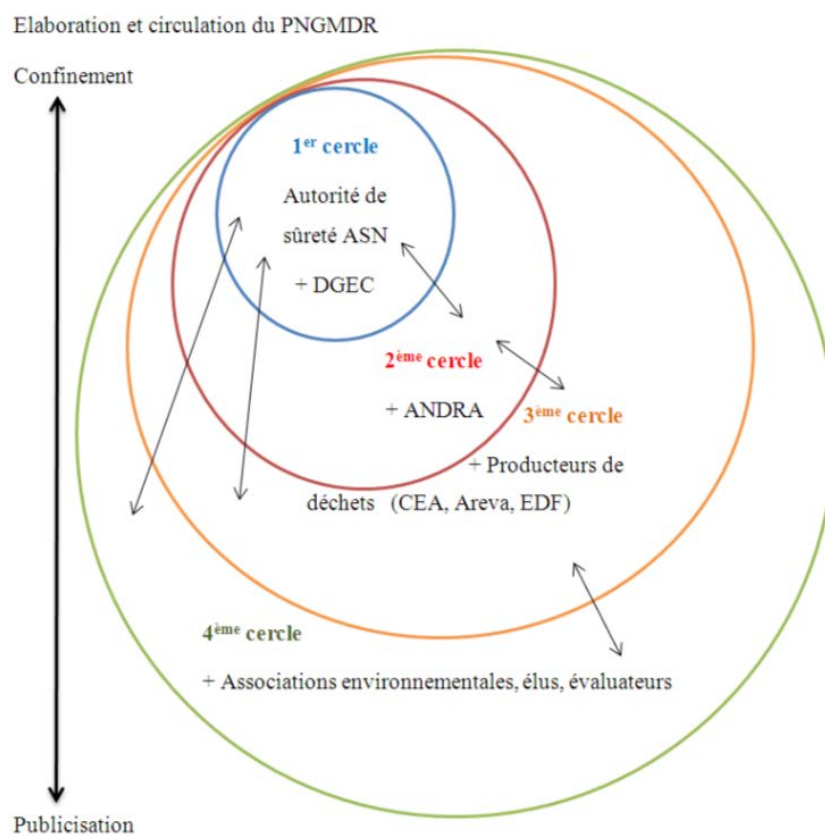 Elaboration et circulation du PNGMDR
Confinement
1er cercle
Autorité de
sûreté ASN
+ DGEC
2ème cercle
+ ANDRA
3ème cercle
+ Producteurs de
déchets (CEA, Areva, EDF)
4ème cercle
+ Associations environnementales, élus, évaluateurs
Publicisation